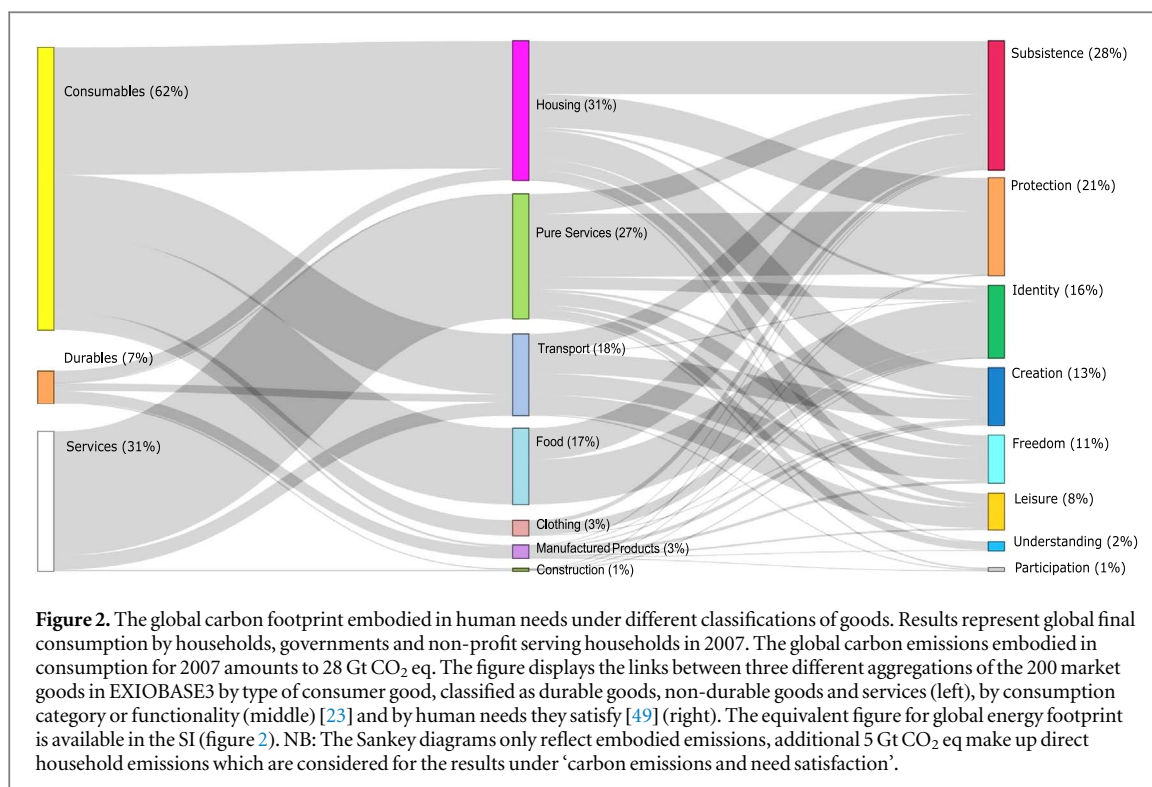 Consumables (62%)
Durables (7%)
Services (31%)
Housing (31%)
Pure Services (27%)
Transport (18%)
Food (17%)
Clothing (3%)
Manufactured Products (3%)
Construction (1%)
Subsistence (28%)
Protection (21%)
Identity (16%)
Creation (13%)
Freedom (11%)
Leisure (8%)
Understanding (2%)
Participation (1%)
Figure 2. The global carbon footprint embodied in human needs under different classifications of goods. Results represent global final
consumption by households, governments and non-profit serving households in 2007. The global carbon emissions embodied in
consumption for 2007 amounts to 28 Gt CO₂ eq. The figure displays the links between three different aggregations of the 200 market
goods in EXIOBASE3 by type of consumer good, classified as durable goods, non-durable goods and services (left), by consumption
category or functionality (middle) [23] and by human needs they satisfy [49] (right). The equivalent figure for global energy footprint
is available in the SI (figure 2). NB: The Sankey diagrams only reflect embodied emissions, additional 5 Gt CO₂ eq make up direct
household emissions which are considered for the results under ‘carbon emissions and need satisfaction’.